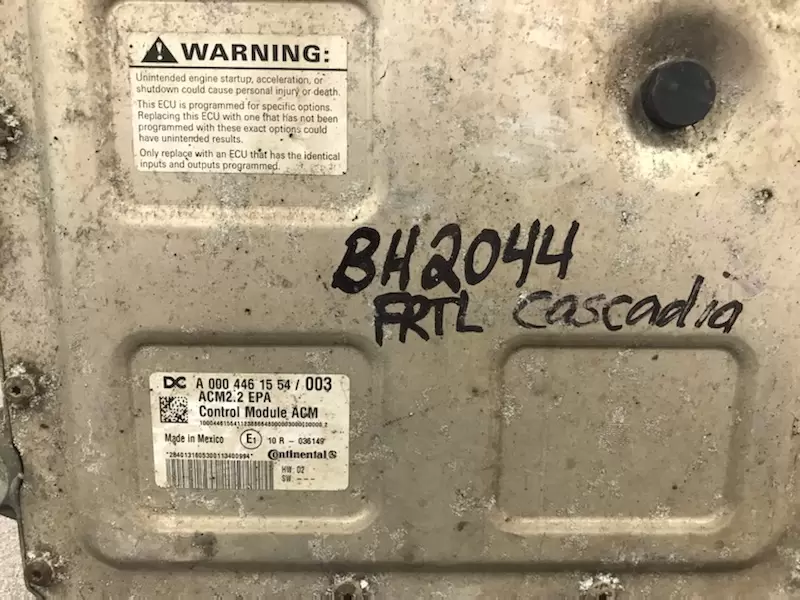 WARNING:
Unintended engine startup, acceleration, or
shutdown could cause personal injury or death.
This ECU is programmed for specific options.
Replacing this ECU with one that has not been
programmed with these exact options could
have unintended results.
Only replace with an ECU that has the identical
inputs and outputs programmed.
BH2044
FRTL Cascadia
DC A 000 446 15 54 / 003
ACM2.2 EPA
Control Module ACM
Made in Mexico E1 10 R - 036149
Continental
HW: 02
SW: ---